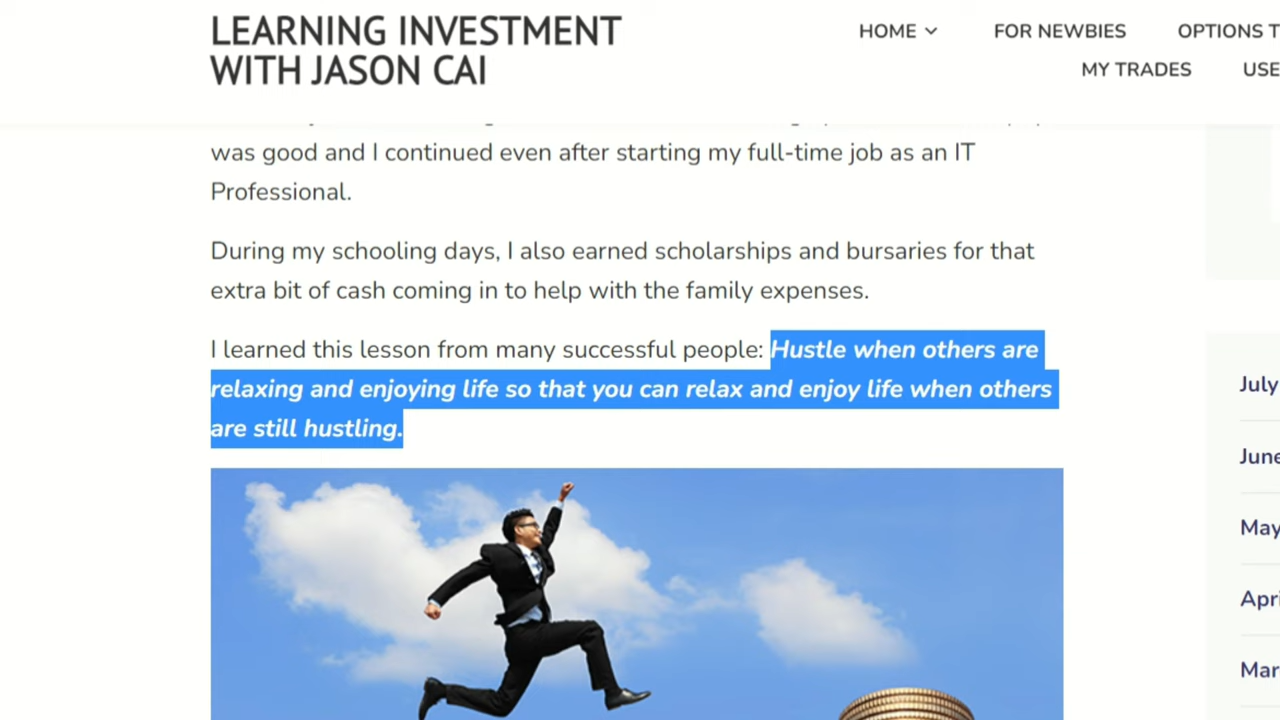 LEARNING INVESTMENT
WITH JASON CAI
HOME
FOR NEWBIES
OPTIONS T
MY TRADES
USE
was good and I continued even after starting my full-time job as an IT
Professional.
During my schooling days, I also earned scholarships and bursaries for that
extra bit of cash coming in to help with the family expenses.
I learned this lesson from many successful people: Hustle when others are
relaxing and enjoying life so that you can relax and enjoy life when others
are still hustling.
July
June
May
Apri
Mar